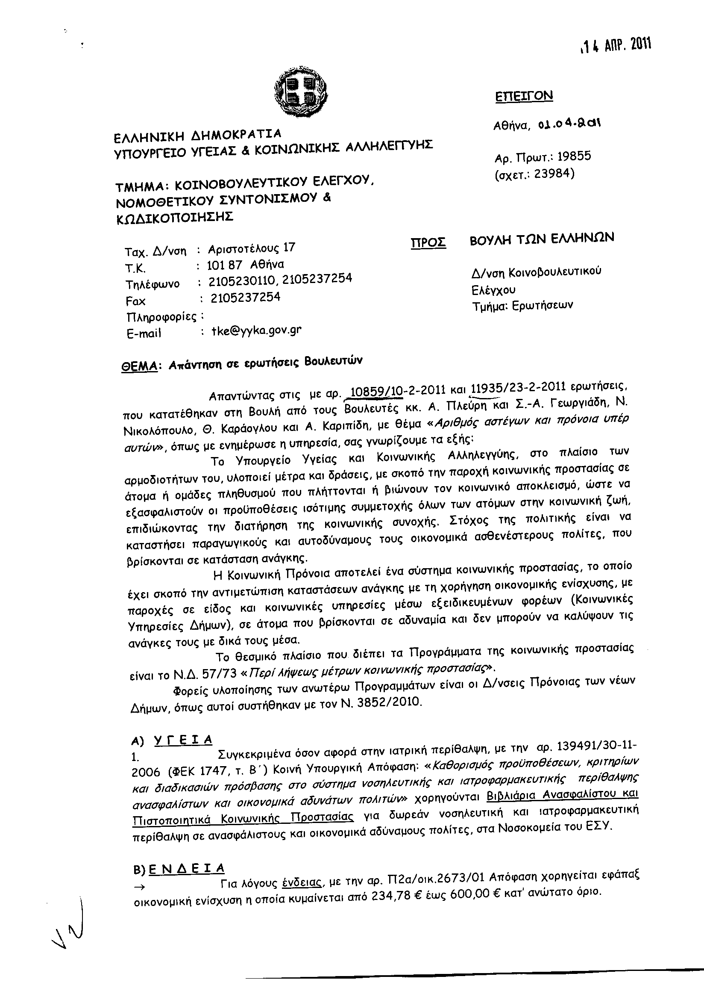 14 ΑΠΡ. 2011
ΕΠΕΙΓΟΝ
Αθήνα, 01.04.2011
ΕΛΛΗΝΙΚΗ ΔΗΜΟΚΡΑΤΙΑ
ΥΠΟΥΡΓΕΙΟ ΥΓΕΙΑΣ & ΚΟΙΝΩΝΙΚΗΣ ΑΛΛΗΛΕΓΓΥΗΣ
Αρ. Πρωτ.: 19855
(σχετ.: 23984)
ΤΜΗΜΑ: ΚΟΙΝΟΒΟΥΛΕΥΤΙΚΟΥ ΕΛΕΓΧΟΥ,
ΝΟΜΟΘΕΤΙΚΟΥ ΣΥΝΤΟΝΙΣΜΟΥ &
ΚΩΔΙΚΟΠΟΙΗΣΗΣ
ΠΡΟΣ ΒΟΥΛΗ ΤΩΝ ΕΛΛΗΝΩΝ
Δ/νση Κοινοβουλευτικού
Ελέγχου
Τμήμα: Ερωτήσεων
Ταχ. Δ/νση : Αριστοτέλους 17
Τ.Κ. : 101 87 Αθήνα
Τηλέφωνο : 2105230110, 2105237254
Fax : 2105237254
Πληροφορίες :
E-mail : tke@yyka.gov.gr
ΘΕΜΑ: Απάντηση σε ερωτήσεις Βουλευτών
Απαντώντας στις με αρ. 10859/10-2-2011 και 11935/23-2-2011 ερωτήσεις,
που κατατέθηκαν στη Βουλή από τους Βουλευτές κκ. Α. Πλεύρη και Σ.-Α. Γεωργιάδη, Ν.
Νικολόπουλο, Θ. Καράογλου και Α. Καριπίδη, με θέμα «Αριθμός αστέγων και πρόνοια υπέρ
αυτών», όπως με ενημέρωσε η υπηρεσία, σας γνωρίζουμε τα εξής:
Το Υπουργείο Υγείας και Κοινωνικής Αλληλεγγύης, στο πλαίσιο των
αρμοδιοτήτων του, υλοποιεί μέτρα και δράσεις, με σκοπό την παροχή κοινωνικής προστασίας σε
άτομα ή ομάδες πληθυσμού που πλήττονται ή βιώνουν τον κοινωνικό αποκλεισμό, ώστε να
εξασφαλιστούν οι προϋποθέσεις ισότιμης συμμετοχής όλων των ατόμων στην κοινωνική ζωή,
επιδιώκοντας την διατήρηση της κοινωνικής συνοχής. Στόχος της πολιτικής είναι να
καταστήσει παραγωγικούς και αυτοδύναμους τους οικονομικά ασθενέστερους πολίτες, που
βρίσκονται σε κατάσταση ανάγκης.
Η Κοινωνική Πρόνοια αποτελεί ένα σύστημα κοινωνικής προστασίας, το οποίο
έχει σκοπό την αντιμετώπιση καταστάσεων ανάγκης με τη χορήγηση οικονομικής ενίσχυσης, με
παροχές σε είδος και κοινωνικές υπηρεσίες μέσω εξειδικευμένων φορέων (Κοινωνικές
Υπηρεσίες Δήμων), σε άτομα που βρίσκονται σε αδυναμία και δεν μπορούν να καλύψουν τις
ανάγκες τους με δικά τους μέσα.
Το θεσμικό πλαίσιο που διέπει τα Προγράμματα της κοινωνικής προστασίας
είναι το Ν.Δ. 57/73 «Περί λήψεως μέτρων κοινωνικής προστασίας».
Φορείς υλοποίησης των ανωτέρω Προγραμμάτων είναι οι Δ/νσεις Πρόνοιας των νέων
Δήμων, όπως αυτοί συστήθηκαν με τον Ν. 3852/2010.
Α) Υ Γ Ε Ι Α
1. Συγκεκριμένα όσον αφορά στην ιατρική περίθαλψη, με την αρ. 139491/30-11-
2006 (ΦΕΚ 1747, τ. Β΄) Κοινή Υπουργική Απόφαση: «Καθορισμός προϋποθέσεων, κριτηρίων
και διαδικασιών πρόσβασης στο σύστημα νοσηλευτικής και ιατροφαρμακευτικής περίθαλψης
ανασφαλίστων και οικονομικά αδυνάτων πολιτών» χορηγούνται Βιβλιάρια Ανασφαλίστου και
Πιστοποιητικά Κοινωνικής Προστασίας για δωρεάν νοσηλευτική και ιατροφαρμακευτική
περίθαλψη σε ανασφάλιστους και οικονομικά αδύναμους πολίτες, στα Νοσοκομεία του ΕΣΥ.
Β) Ε Ν Δ Ε Ι Α
→ Για λόγους ένδειας, με την αρ. Π2α/οικ.2673/01 Απόφαση χορηγείται εφάπαξ
οικονομική ενίσχυση η οποία κυμαίνεται από 234,78 € έως 600,00 € κατ' ανώτατο όριο.